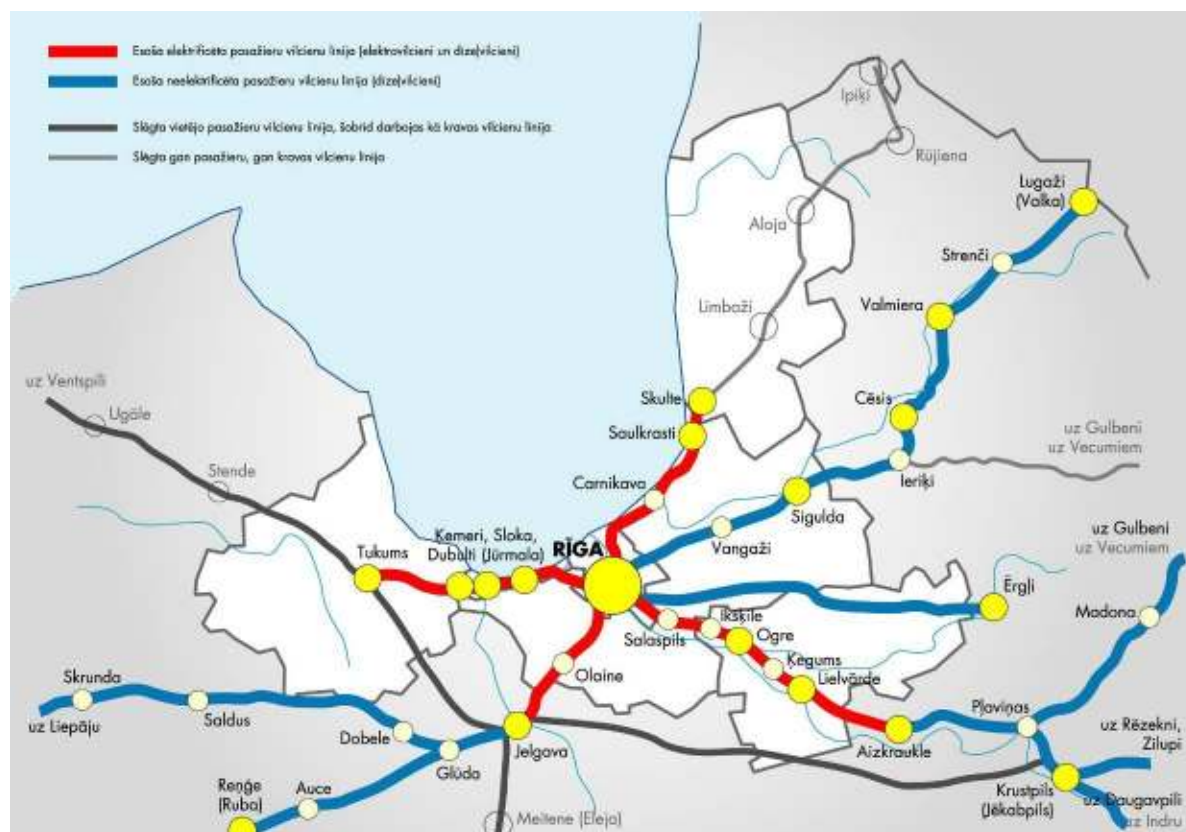 Esoša elektrificēta pasažieru vilcienu līnija (elektrovilcieni un dīzeļvilcieni)
Esoša neelektrificēta pasažieru vilcienu līnija (dīzeļvilcieni)
Slēgta vietējo pasažieru vilcienu līnija, šobrīd darbojas kā kravas vilcienu līnija
Slēgta gan pasažieru, gan kravas vilcienu līnija
Ipiķi
Rūjiena
Lugaži
(Valka)
Aloja
Strenči
Limbaži
Valmiera
uz Ventspili
Ugāle
Skulte
Cēsis
Saulkrasti
uz Gulbeni
uz Vecumiem
Stende
Carnikava
Ieriķi
Sigulda
Vangaži
Ķemeri, Sloka,
Dubulti (Jūrmala)
RĪGA
Tukums
uz Gulbeni
uz Vecumiem
Ērgļi
Madona
Ikšķile
Salaspils
Ogre
Ķegums
Lielvārde
Olaine
Skrunda
Saldus
uz Liepāju
Dobele
Glūda
Jelgava
Aizkraukle
Pļaviņas
uz Rēzekni,
Zilupi
Reņģe
(Ruba)
Auce
Krustpils
(Jēkabpils)
uz Daugavpili
uz Indru
Meitene (Eleja)